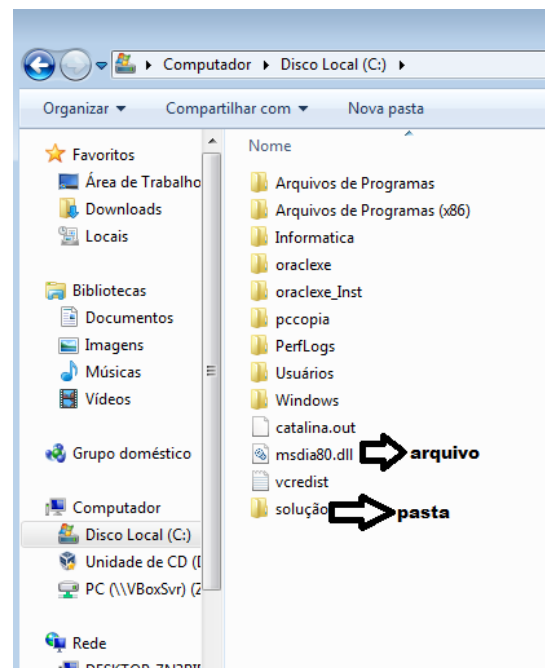 Computador Disco Local (C:)
Organizar Compartilhar com Nova pasta
Favoritos
Área de Trabalho
Downloads
Locais
Bibliotecas
Documentos
Imagens
Músicas
Vídeos
Grupo doméstico
Computador
Disco Local (C:)
Unidade de CD (
PC (\\VBoxSvr) (
Rede
Nome
Arquivos de Programas
Arquivos de Programas (x86)
Informatica
oraclexe
oraclexe_Inst
pccopia
PerfLogs
Usuários
Windows
catalina.out
msdia80.dll arquivo
vcredist
solução pasta